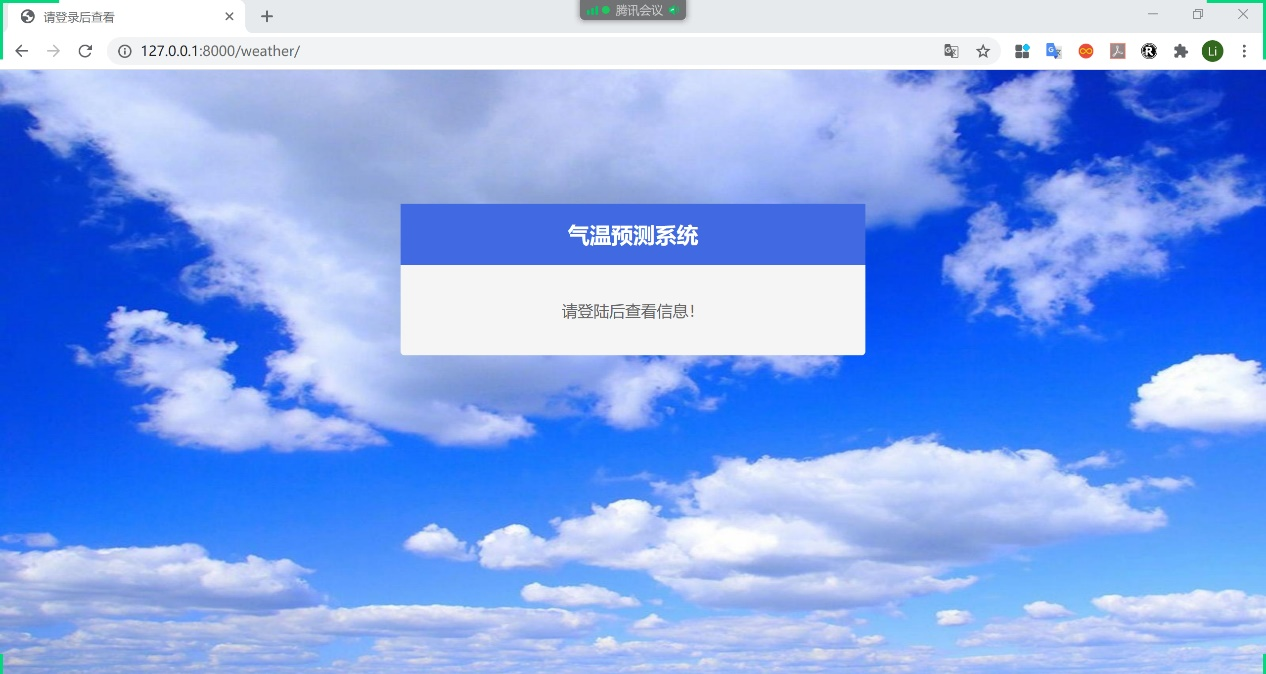 腾讯会议
请登录后查看
127.0.0.1:8000/weather/
Li
气温预测系统
请登陆后查看信息！